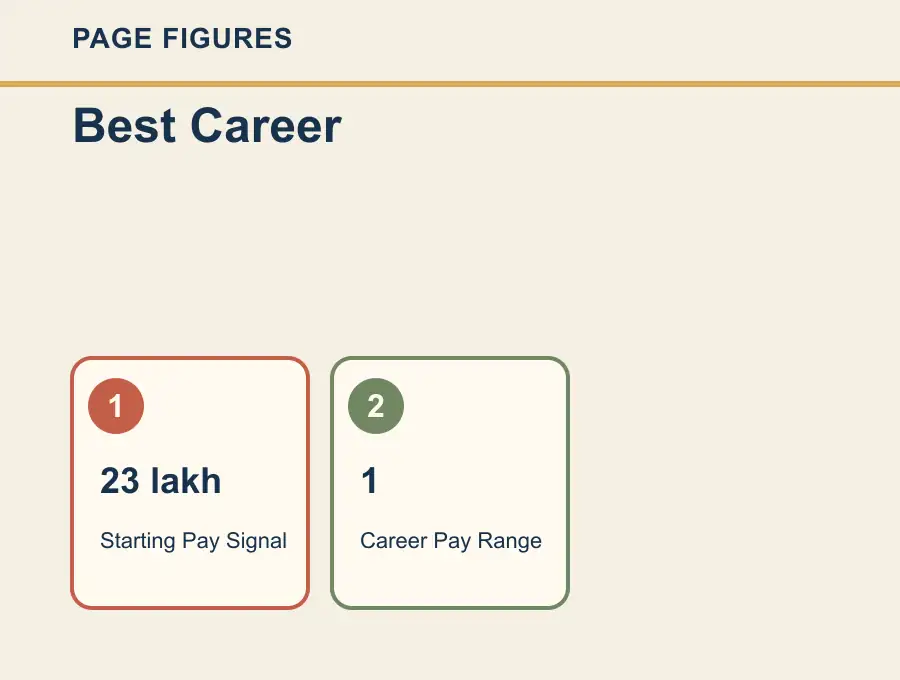 PAGE FIGURES
Best Career
1
23 lakh
Starting Pay Signal
2
1
Career Pay Range